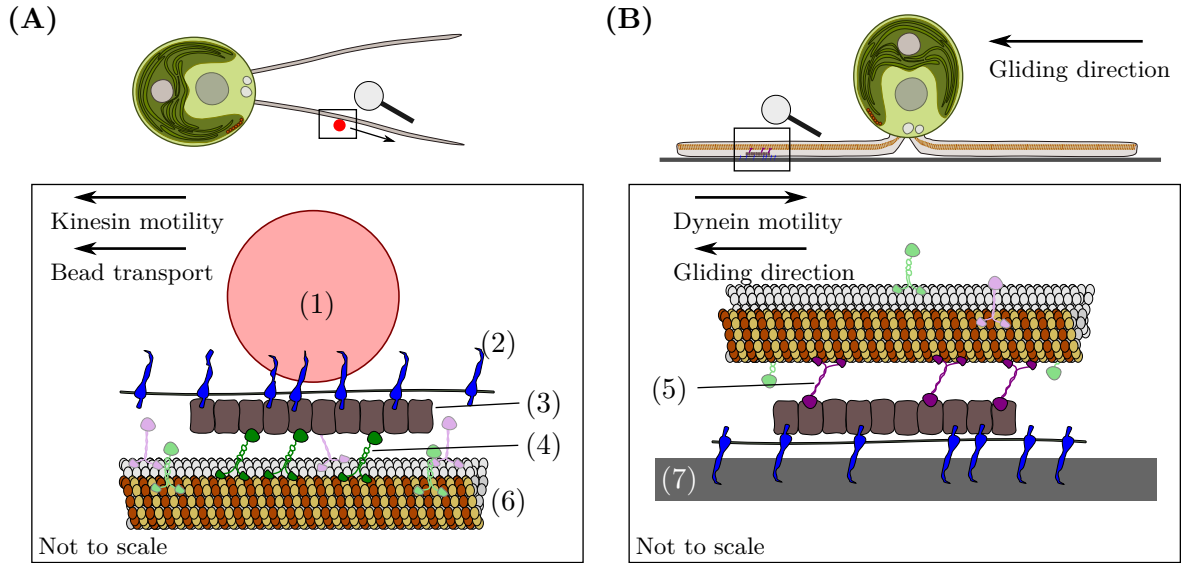 (A)
Kinesin motility
Bead transport
(1)
(2)
(3)
(4)
(6)
Not to scale
(B)
Gliding direction
Dynein motility
Gliding direction
(5)
(7)
Not to scale